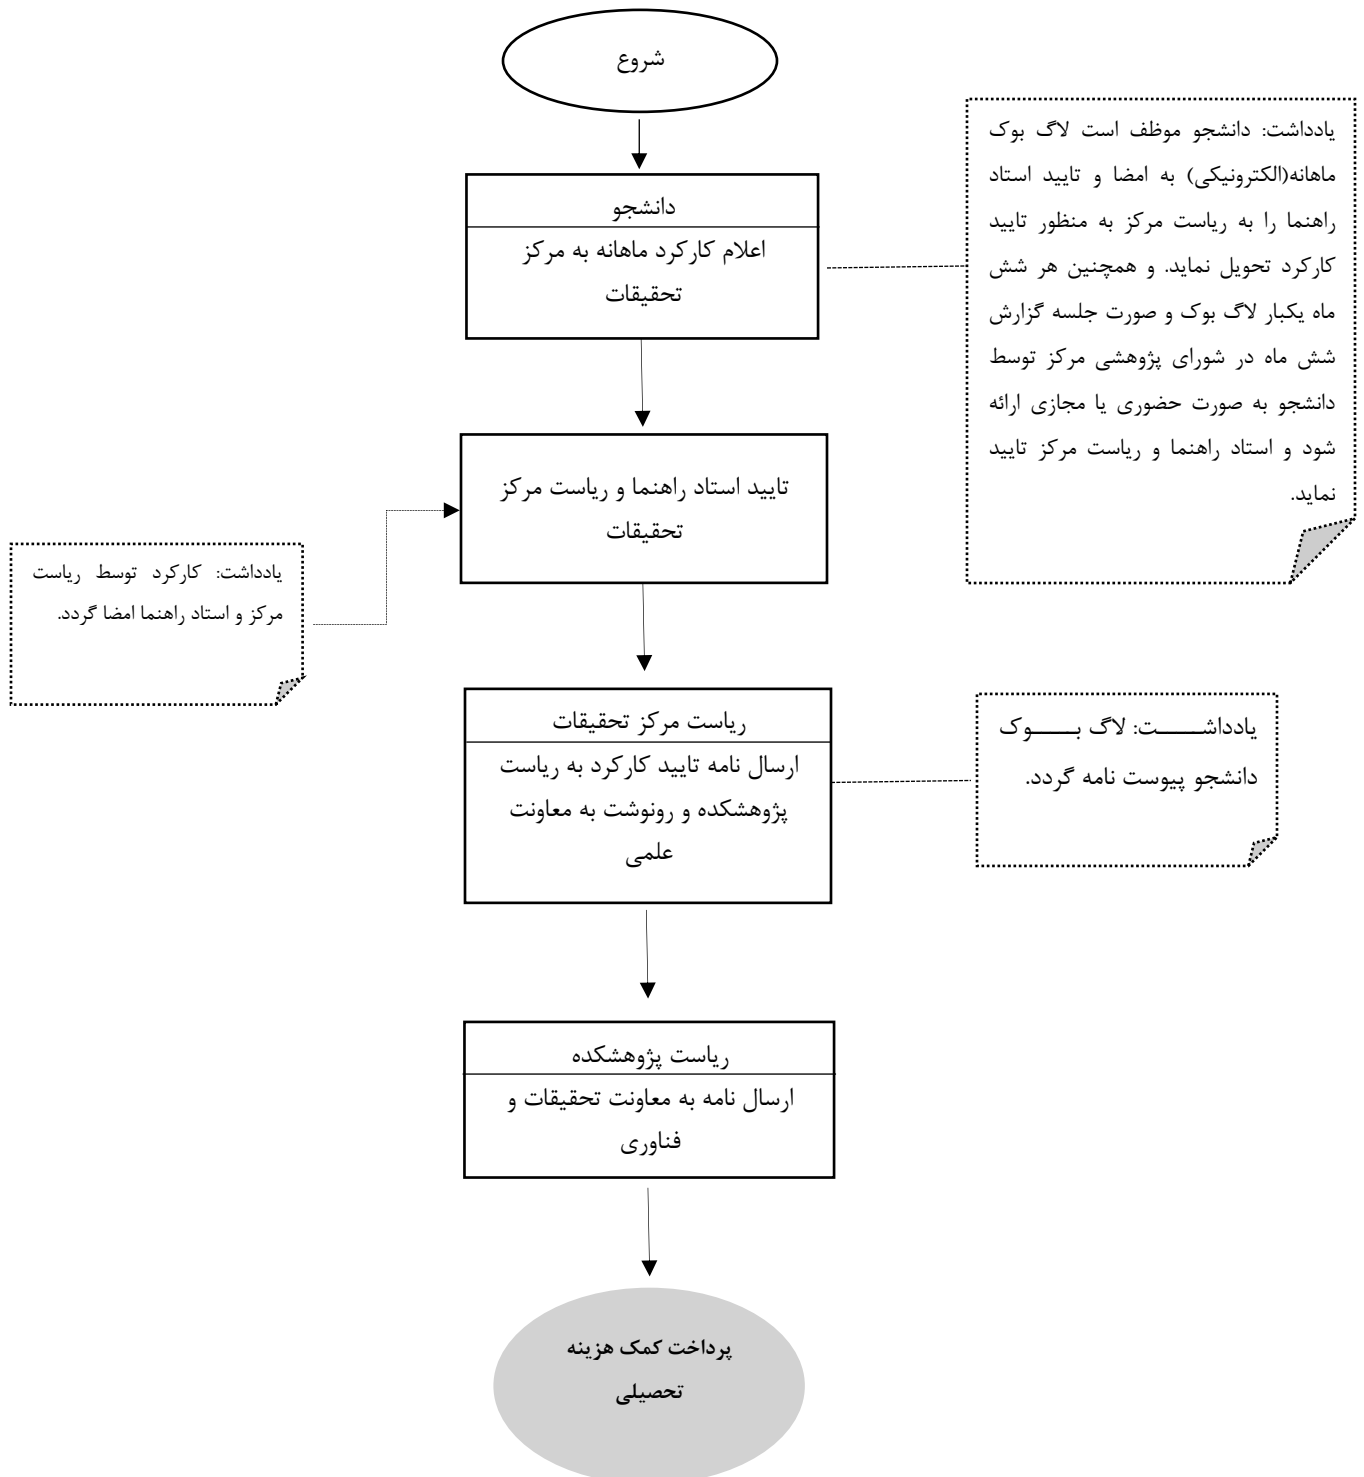 شروع
یادداشت: دانشجو موظف است لاگ بوک
ماهانه(الکترونیکی) به امضا و تایید استاد
راهنما را به ریاست مرکز به منظور تایید
کارکرد تحویل نماید. و همچنین هر شش
ماه یکبار لاگ بوک و صورت جلسه گزارش
شش ماه در شورای پژوهشی مرکز توسط
دانشجو به صورت حضوری یا مجازی ارائه
شود و استاد راهنما و ریاست مرکز تایید
نماید.
دانشجو
اعلام کارکرد ماهانه به مرکز
تحقیقات
تایید استاد راهنما و ریاست مرکز
تحقیقات
یادداشت: کارکرد توسط ریاست
مرکز و استاد راهنما امضا گردد.
ریاست مرکز تحقیقات
ارسال نامه تایید کارکرد به ریاست
پژوهشکده و رونوشت به معاونت
علمی
یادداشـــــت: لاگ بـــــوک
دانشجو پیوست نامه گردد.
ریاست پژوهشکده
ارسال نامه به معاونت تحقیقات و
فناوری
پرداخت کمک هزینه
تحصیلی